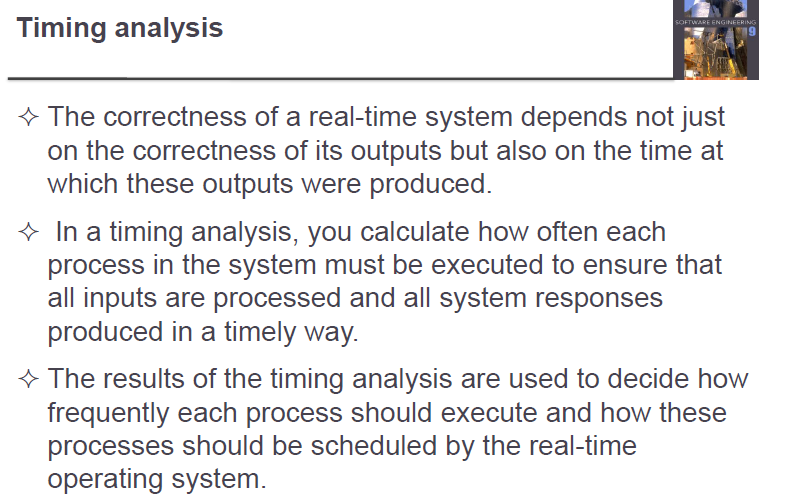 Timing analysis
SOFTWARE ENGINEERING
9
✧ The correctness of a real-time system depends not just
on the correctness of its outputs but also on the time at
which these outputs were produced.
✧ In a timing analysis, you calculate how often each
process in the system must be executed to ensure that
all inputs are processed and all system responses
produced in a timely way.
✧ The results of the timing analysis are used to decide how
frequently each process should execute and how these
processes should be scheduled by the real-time
operating system.